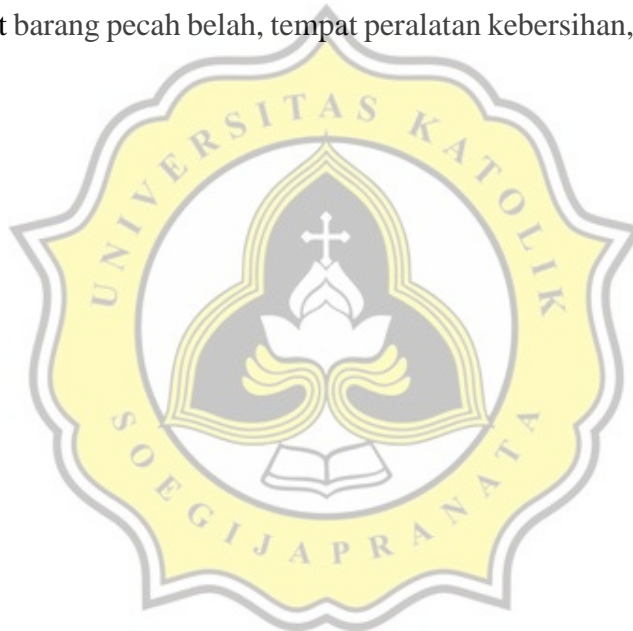 t barang pecah belah, tempat peralatan kebersihan,
UNIVERSITAS KATOLIK
SOEGIJAPRANATA